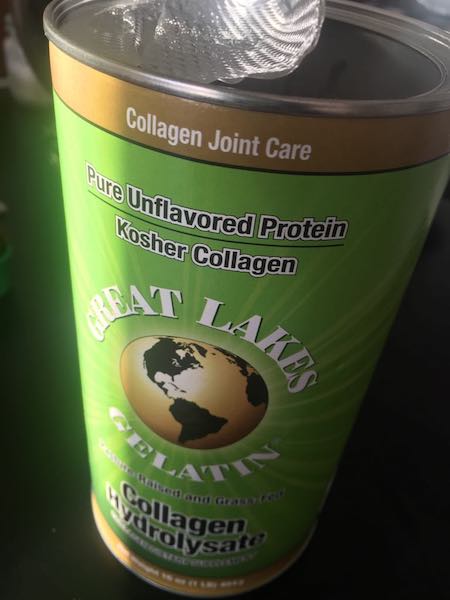 Collagen Joint Care
Pure Unflavored Protein
Kosher Collagen
GREAT LAKES
GELATIN
Pasture-Raised and Grass-Fed
Collagen
Hydrolysate